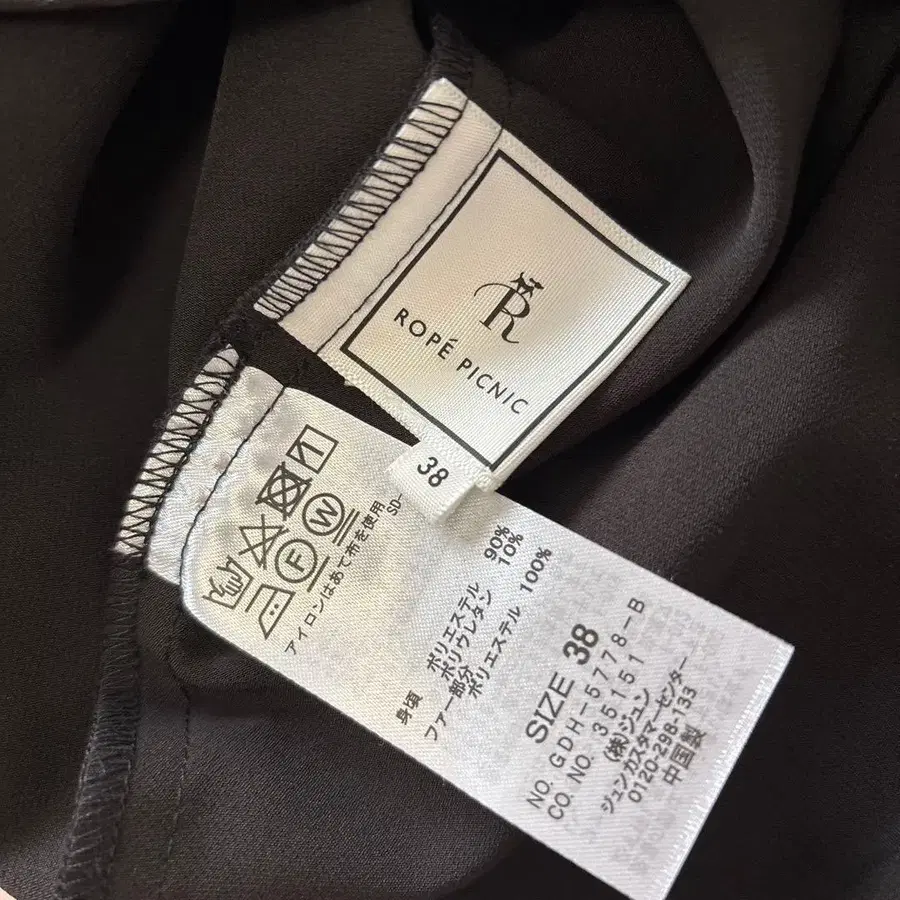 R
ROPÉ PICNIC
38
F W
アイロンはあて布を使用
SD-
身頃 ポリエステル 90%
ポリウレタン 10%
ファー部分
ポリエステル 100%
SIZE 38
NO. GDH-5778-B
CO. NO. 35151
(株)ジュン
ジュンカスタマーセンター
0120-298-133
中国製